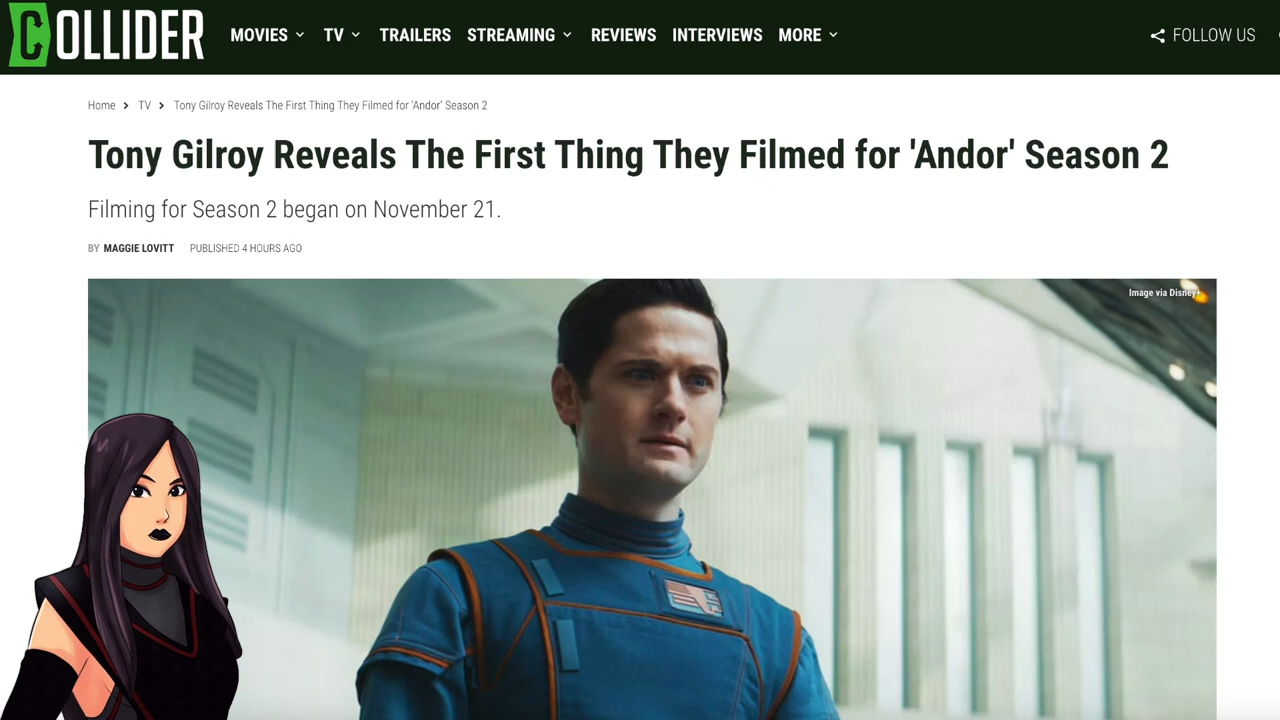 COLLIDER
MOVIES TV TRAILERS STREAMING REVIEWS INTERVIEWS MORE FOLLOW US
Home TV Tony Gilroy Reveals The First Thing They Filmed for 'Andor' Season 2
Tony Gilroy Reveals The First Thing They Filmed for 'Andor' Season 2
Filming for Season 2 began on November 21.
BY MAGGIE LOVITT PUBLISHED 4 HOURS AGO
Image via Disney+